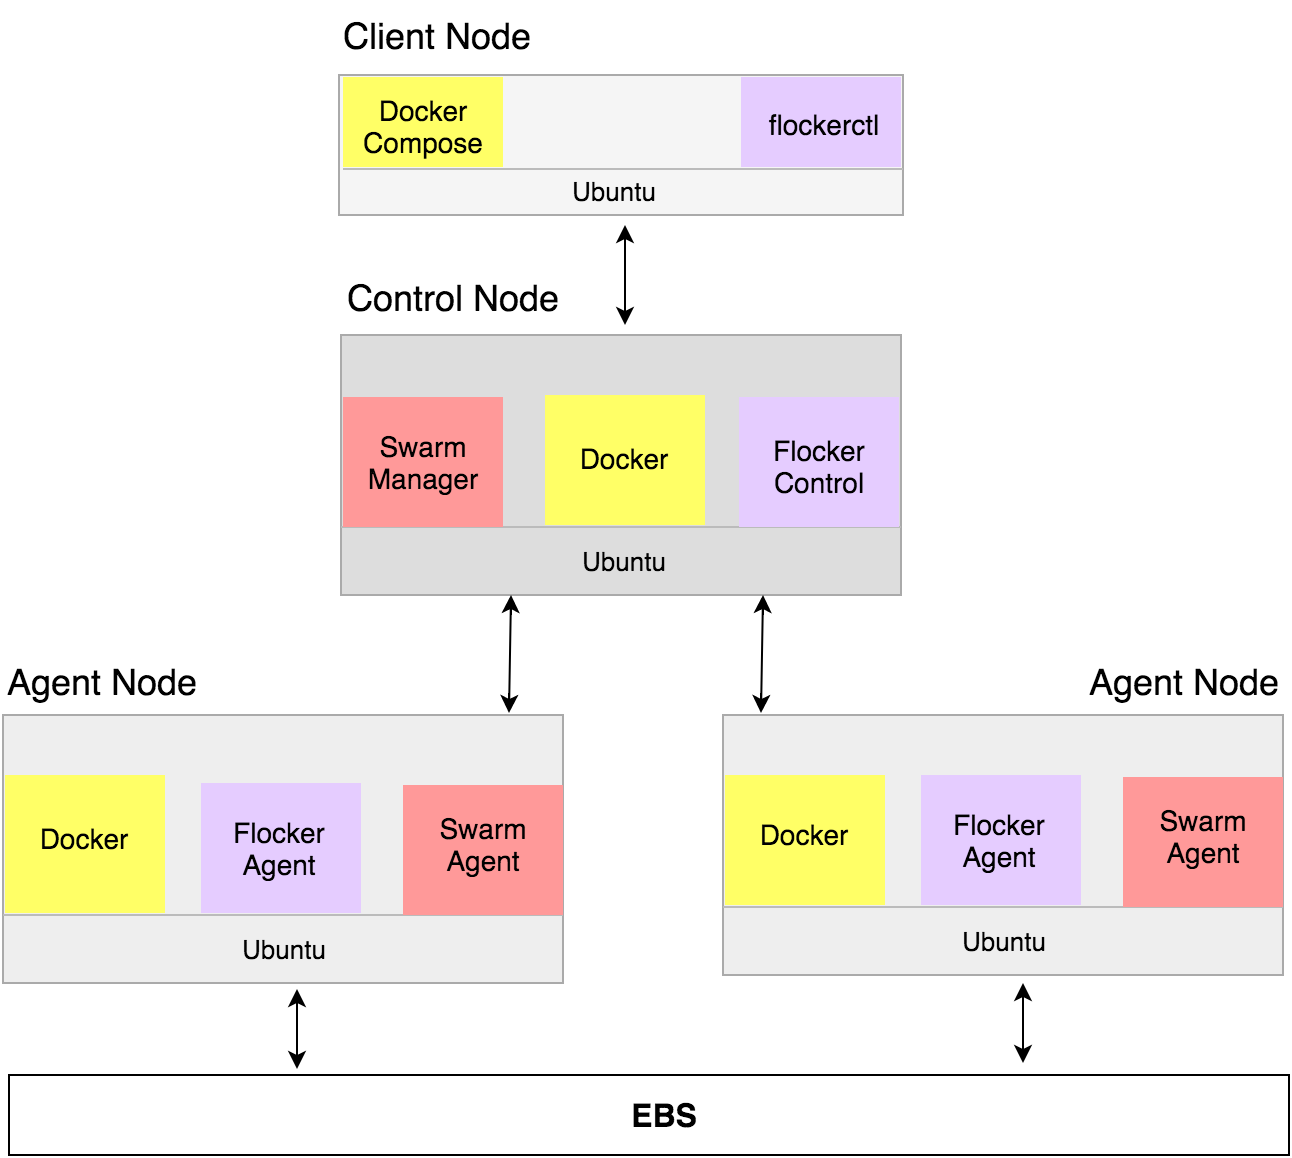 Client Node
Docker
Compose
flockerctl
Ubuntu
Control Node
Swarm
Manager
Docker
Flocker
Control
Ubuntu
Agent Node
Docker
Flocker
Agent
Swarm
Agent
Ubuntu
Agent Node
Docker
Flocker
Agent
Swarm
Agent
Ubuntu
EBS